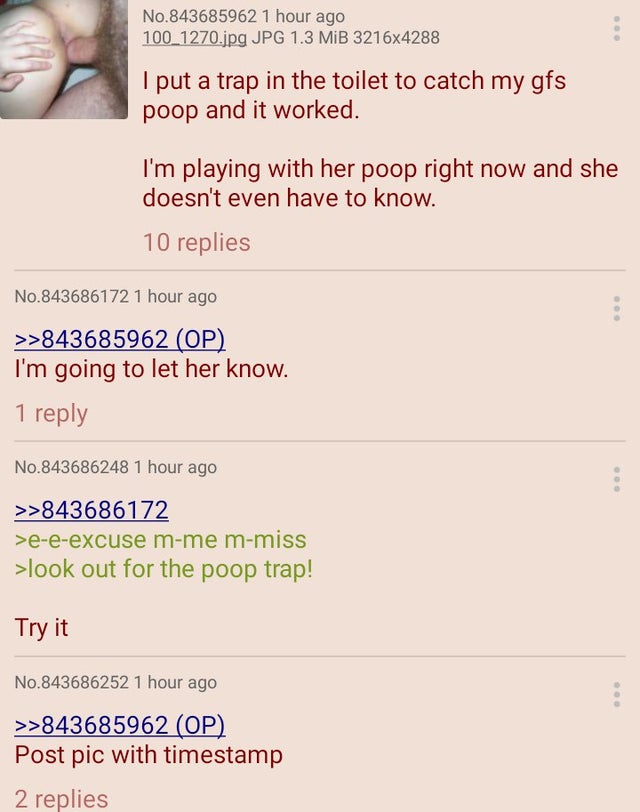 No.843685962 1 hour ago
100_1270.jpg JPG 1.3 MiB 3216x4288
I put a trap in the toilet to catch my gfs
poop and it worked.
I'm playing with her poop right now and she
doesn't even have to know.
10 replies
No.843686172 1 hour ago
>>843685962 (OP)
I'm going to let her know.
1 reply
No.843686248 1 hour ago
>>843686172
>e-e-excuse m-me m-miss
>look out for the poop trap!
Try it
No.843686252 1 hour ago
>>843685962 (OP)
Post pic with timestamp
2 replies